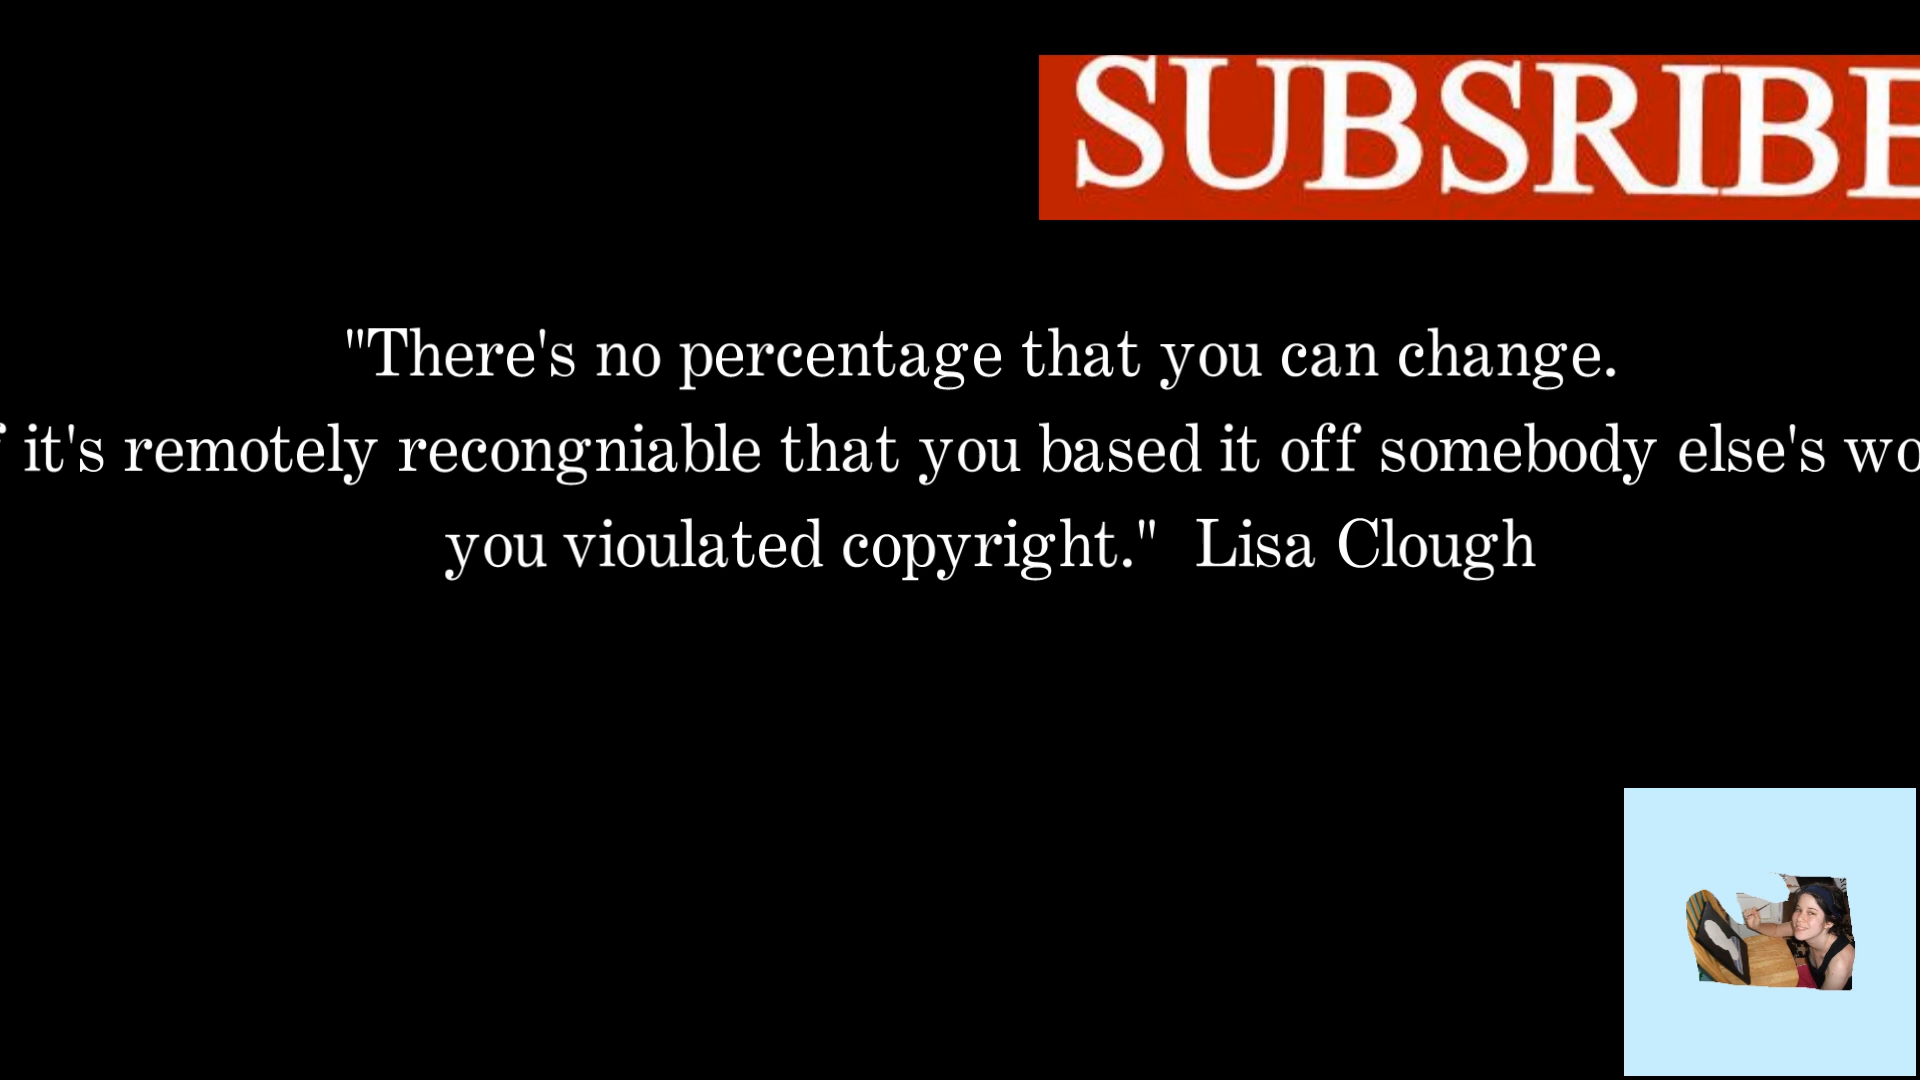 SUBSRIBE
"There's no percentage that you can change.
f it's remotely recongniable that you based it off somebody else's wo
you vioulated copyright."  Lisa Clough